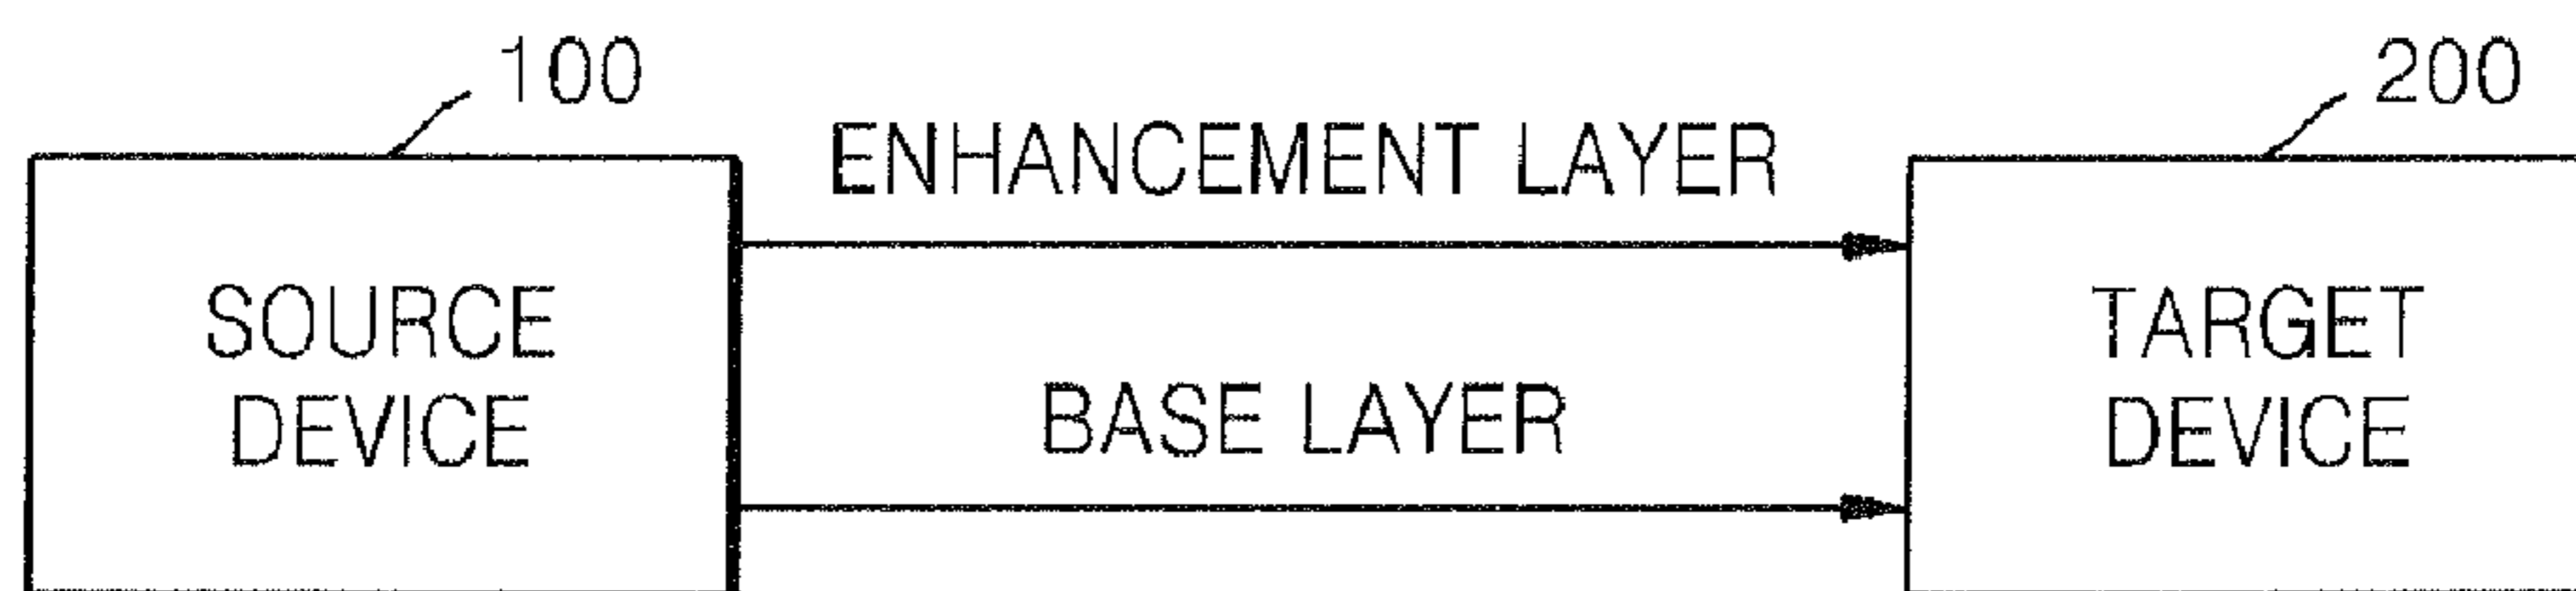 100
200
ENHANCEMENT LAYER
SOURCE
DEVICE
BASE LAYER
TARGET
DEVICE